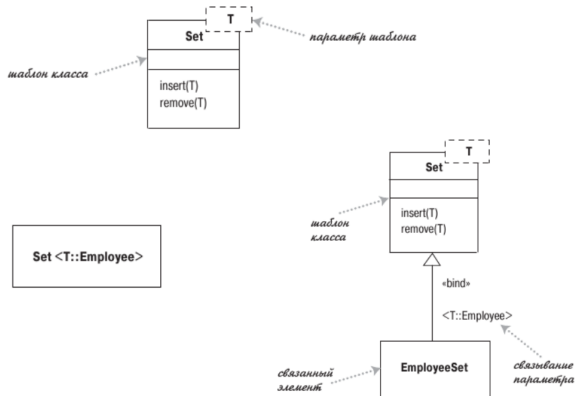 T
Set
параметр шаблона
шаблон класса
insert(T)
remove(T)
T
Set
шаблон
класса
insert(T)
remove(T)
Set <T::Employee>
«bind»
<T::Employee>
связанный
элемент
EmployeeSet
связывание
параметра